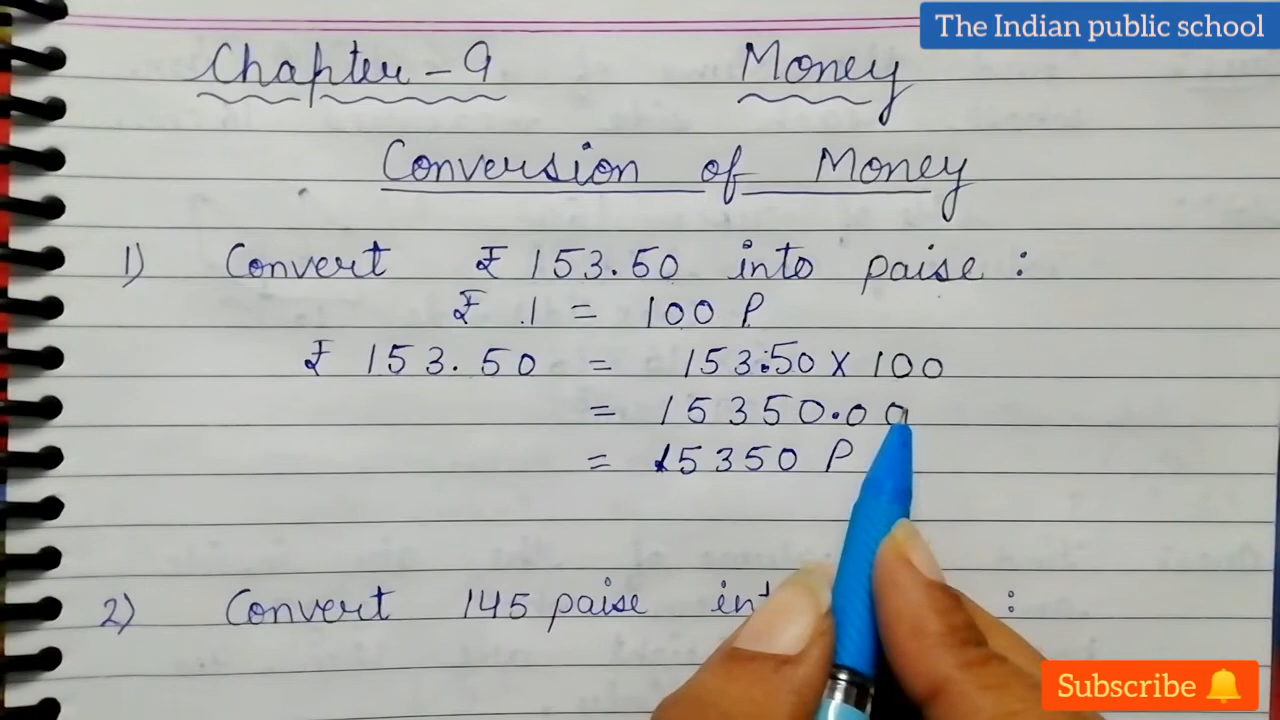 The Indian public school
Chapter - 9 Money
Conversion of Money
1) Convert ₹ 153.50 into paise :
₹ 1 = 100 P
₹ 153.50 = 153.50 x 100
= 15350.00
= 15350 P
2) Convert 145 paise :
Subscribe